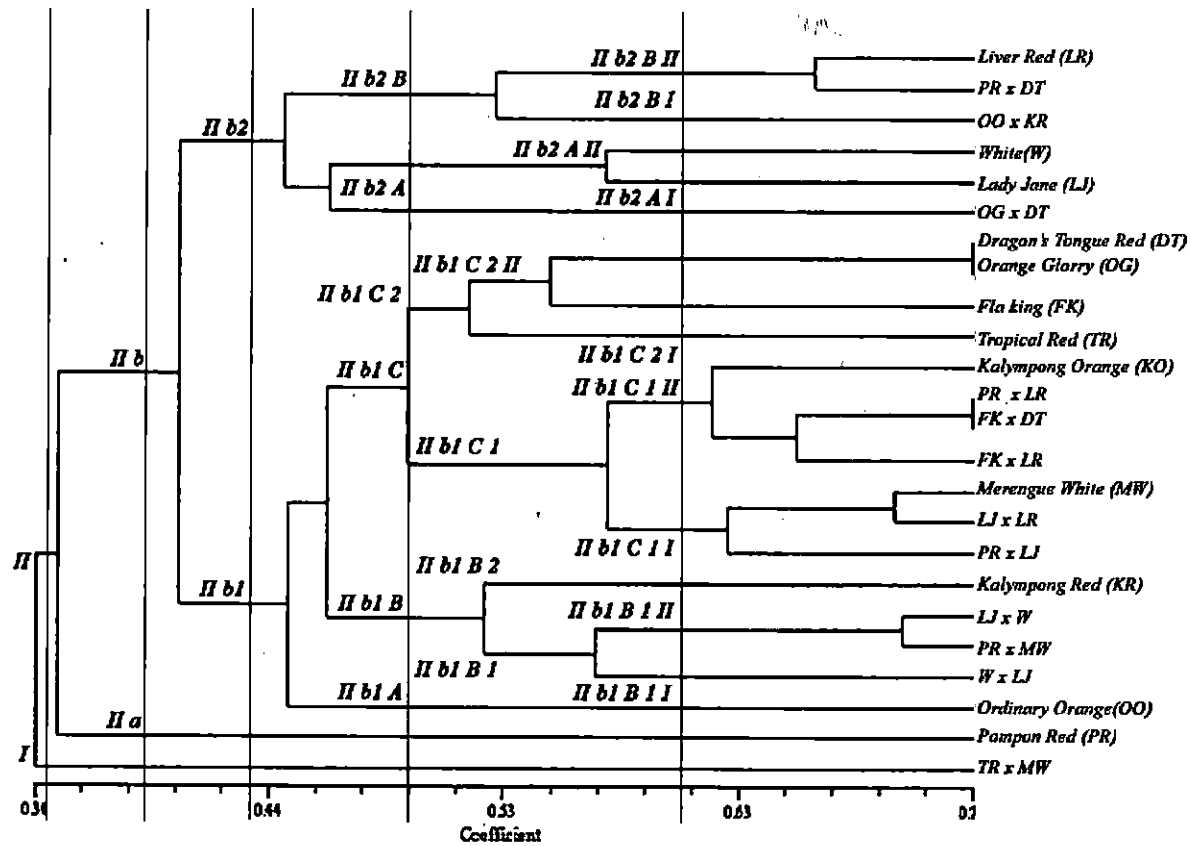 Liver Red (LR)
II b2 B II
II b2 B
PR x DT
II b2 B I
OO x KR
II b2
White(W)
II b2 A II
Lady Jane (LJ)
II b2 A
II b2 A I
OG x DT
Dragon's Tongue Red (DT)
II b1 C 2 II
Orange Glorry (OG)
II b1 C 2
Fla king (FK)
Tropical Red (TR)
II b
II b1 C 2 I
II b1 C
Kalympong Orange (KO)
II b1 C 1 II
PR x LR
FK x DT
II b1 C 1
FK x LR
Merengue White (MW)
LJ x LR
II b1 C 1 I
PR x LJ
II
II b1 B 2
Kalympong Red (KR)
II b1
II b1 B
II b1 B 1 II
LJ x W
PR x MW
II b1 B 1
W x LJ
II b1 A
II b1 B 1 I
Ordinary Orange(OO)
II a
Pompon Red (PR)
I
TR x MW
0.34 0.44 0.53 0.63
Coefficient